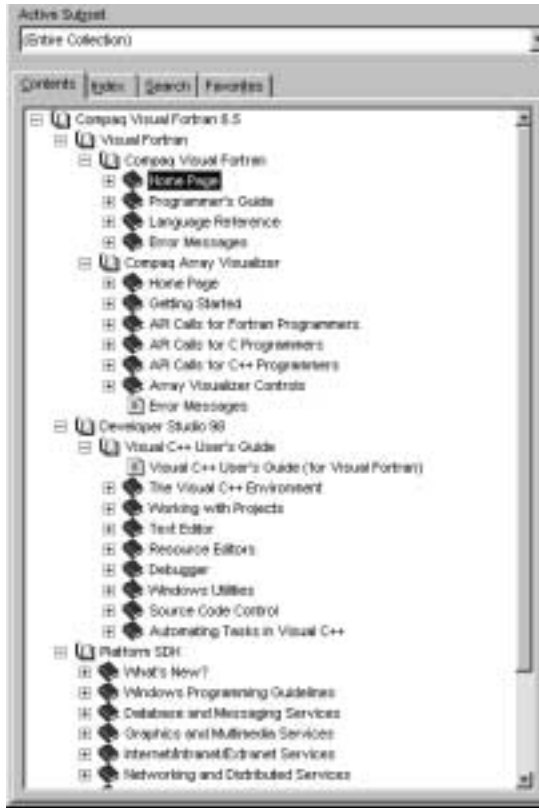 Active Subset
(Entire Collection)
Contents Index Search Favorites
Compaq Visual Fortran 6.5
Visual Fortran
Compaq Visual Fortran
Home Page
Programmer's Guide
Language Reference
Error Messages
Compaq Array Visualizer
Home Page
Getting Started
API Calls for Fortran Programmers
API Calls for C Programmers
API Calls for C++ Programmers
Array Visualizer Controls
Error Messages
Developer Studio 98
Visual C++ User's Guide
Visual C++ User's Guide (for Visual Fortran)
The Visual C++ Environment
Working with Projects
Text Editor
Resource Editors
Debugger
Windows Utilities
Source Code Control
Automating Tasks in Visual C++
Platform SDK
What's New?
Windows Programming Guidelines
Database and Messaging Services
Graphics and Multimedia Services
Internet/Intranet/Extranet Services
Networking and Distributed Services